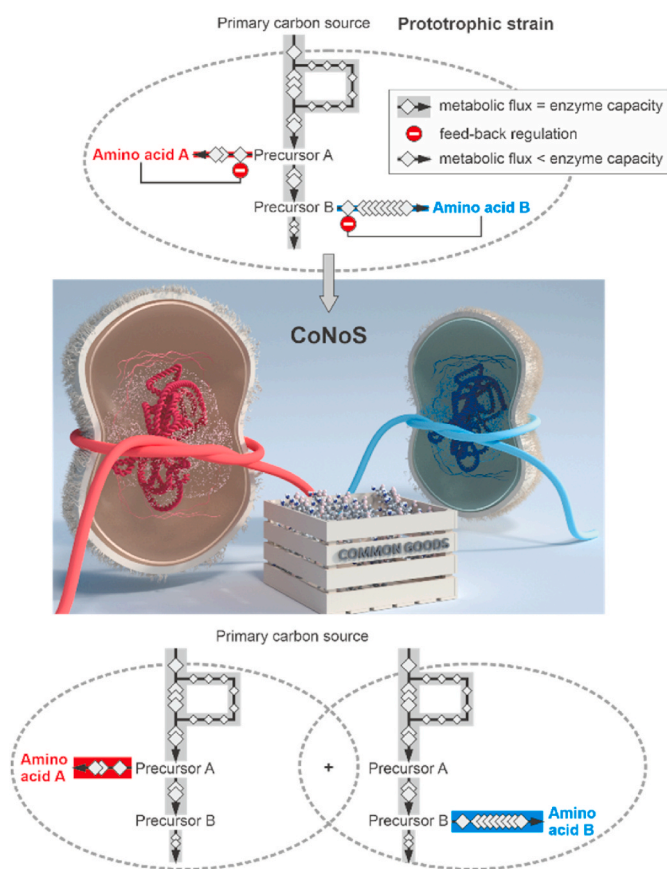 Primary carbon source
Prototrophic strain
metabolic flux = enzyme capacity
feed-back regulation
metabolic flux < enzyme capacity
Amino acid A
Precursor A
Precursor B
Amino acid B
CoNoS
COMMON GOODS
Primary carbon source
Amino
acid A
Precursor A
+
Precursor A
Precursor B
Precursor B
Amino
acid B